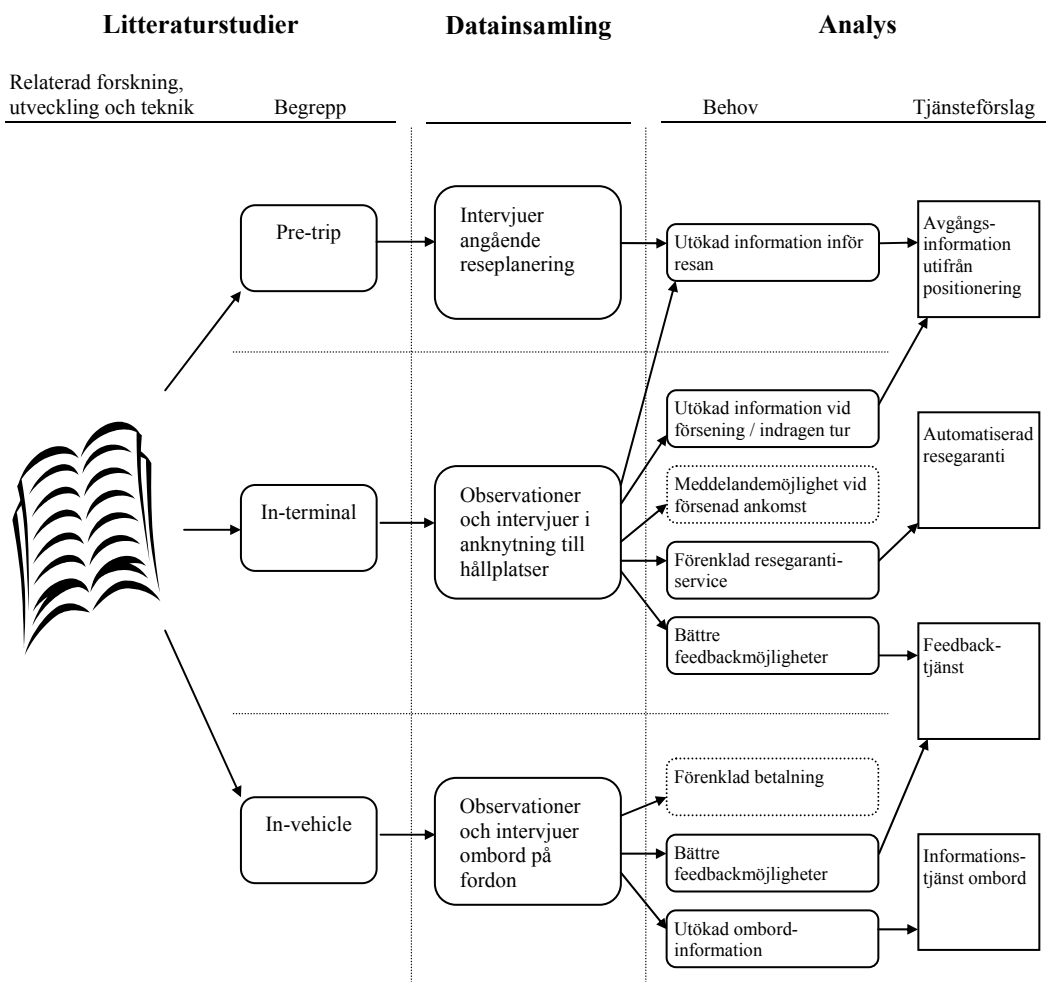 Litteraturstudier
Datainsamling
Analys
Relaterad forskning,
utveckling och teknik
Begrepp
Behov
Tjänsteförslag
Pre-trip
Intervjuer
angående
reseplanering
Utökad information inför
resan
Avgångs-
information
utifrån
positionering
In-terminal
Observationer
och intervjuer i
anknytning till
hållplatser
Utökad information vid
försening / indragen tur
Meddelandemöjlighet vid
försenad ankomst
Förenklad resegaranti-
service
Bättre
feedbackmöjligheter
Automatiserad
resegaranti
Feedback-
tjänst
In-vehicle
Observationer
och intervjuer
ombord på
fordon
Förenklad betalning
Bättre
feedbackmöjligheter
Utökad ombord-
information
Informations-
tjänst ombord